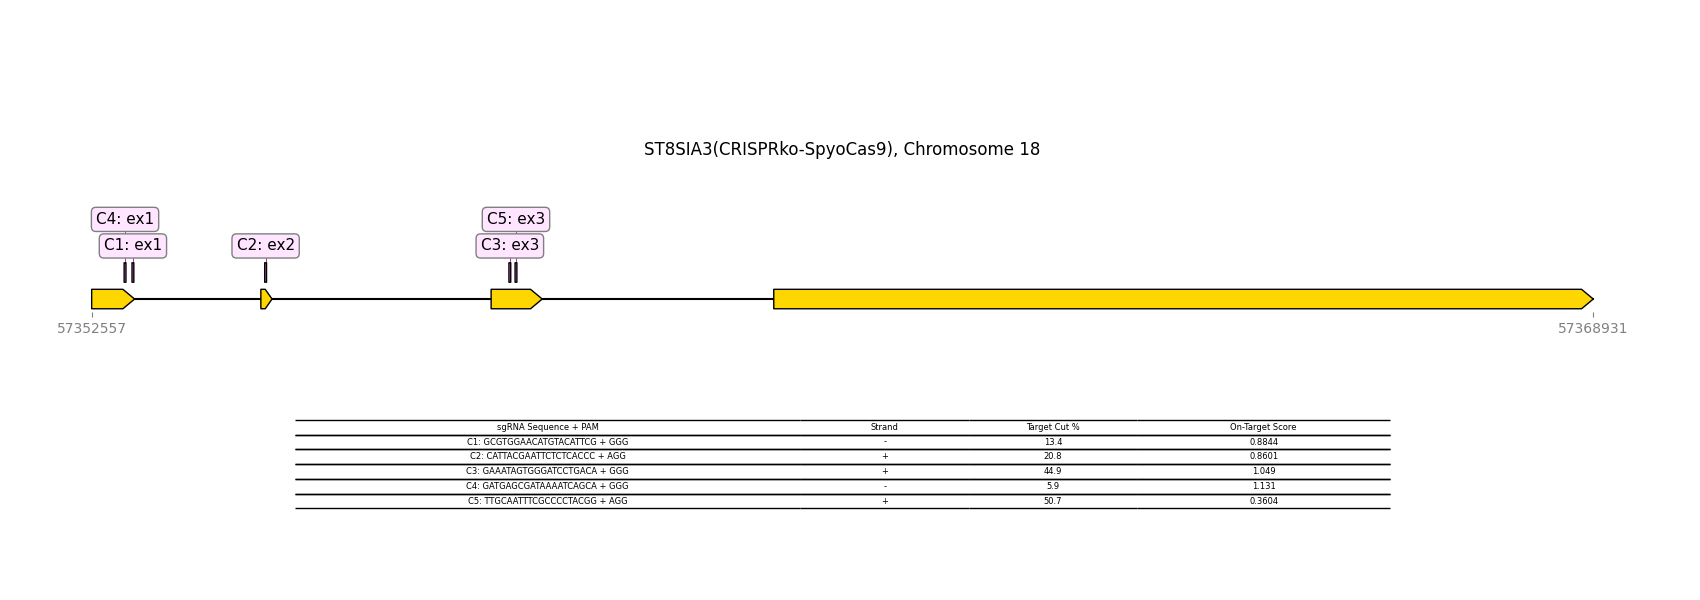 ST8SIA3(CRISPRko-SpyoCas9), Chromosome 18
C4: ex1 C5: ex3
C1: ex1 C2: ex2 C3: ex3
57352557 57368931
sgRNA Sequence + PAM Strand Target Cut % On-Target Score
C1: GCGTGGAACATGTACATTCG + GGG - 13.4 0.8844
C2: CATTACGAATTCTCTCACCC + AGG + 20.8 0.8601
C3: GAAATAGTGGGATCCTGACA + GGG + 44.9 1.049
C4: GATGAGCGATAAAATCAGCA + GGG - 5.9 1.131
C5: TTGCAATTTCGCCCCTACGG + AGG + 50.7 0.3604